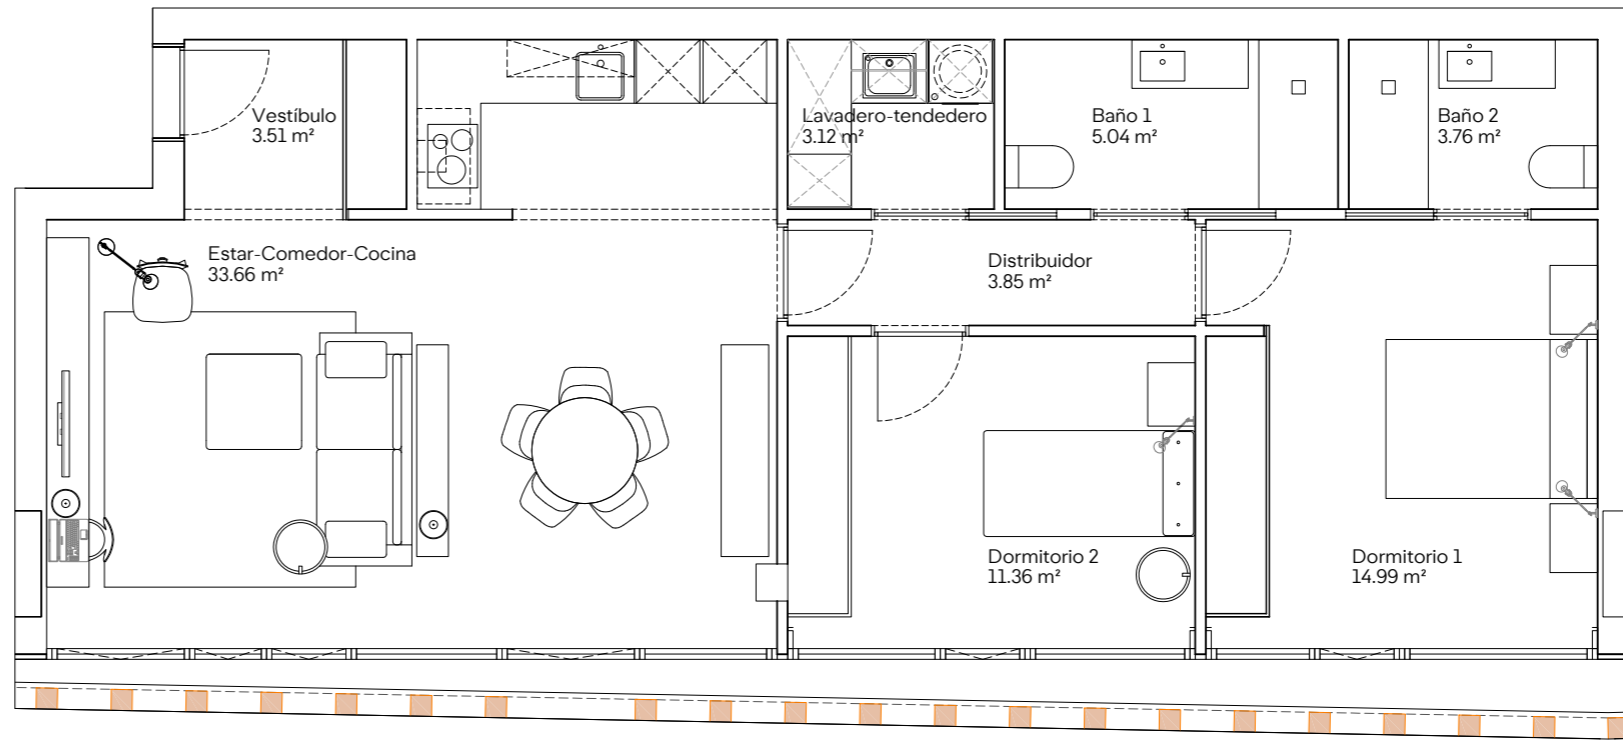 Vestíbulo
3.51 m²
Lavadero-tendedero
3.12 m²
Baño 1
5.04 m²
Baño 2
3.76 m²
Estar-Comedor-Cocina
33.66 m²
Distribuidor
3.85 m²
Dormitorio 2
11.36 m²
Dormitorio 1
14.99 m²